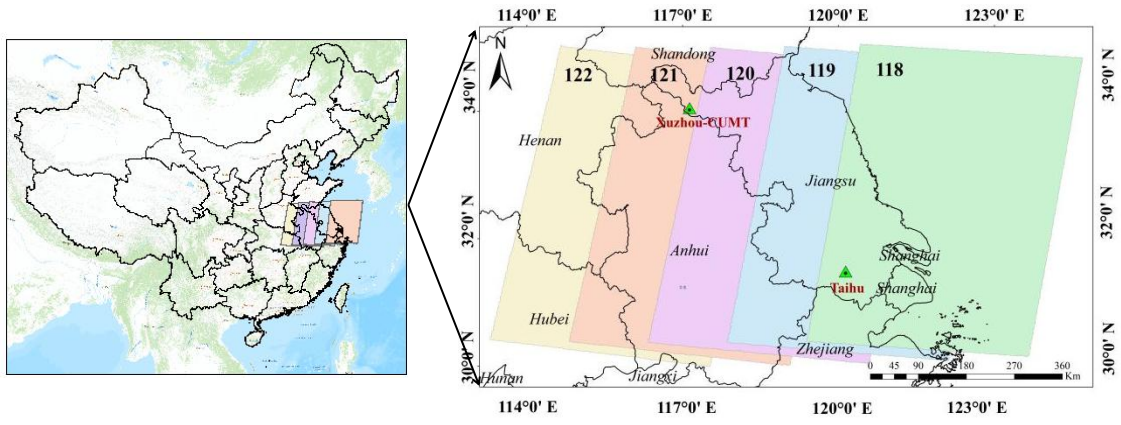 114°0' E 117°0' E 120°0' E 123°0' E
N
Shandong
122 121 120 119 118
34°0' N 34°0' N
Xuzhou-CUMT
Henan
Jiangsu
32°0' N 32°0' N
Anhui
Shanghai
Taihu Shanghai
Hubei
Zhejiang
30°0' N 30°0' N
Hunan Jiangxi
0 45 90 180 270 360
Km
114°0' E 117°0' E 120°0' E 123°0' E